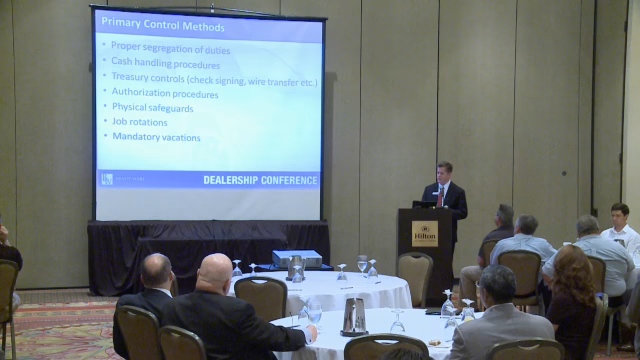 Primary Control Methods
• Proper segregation of duties
• Cash handling procedures
• Treasury controls (check signing, wire transfer etc.)
• Authorization procedures
• Physical safeguards
• Job rotations
• Mandatory vacations
DEALERSHIP CONFERENCE
Hilton